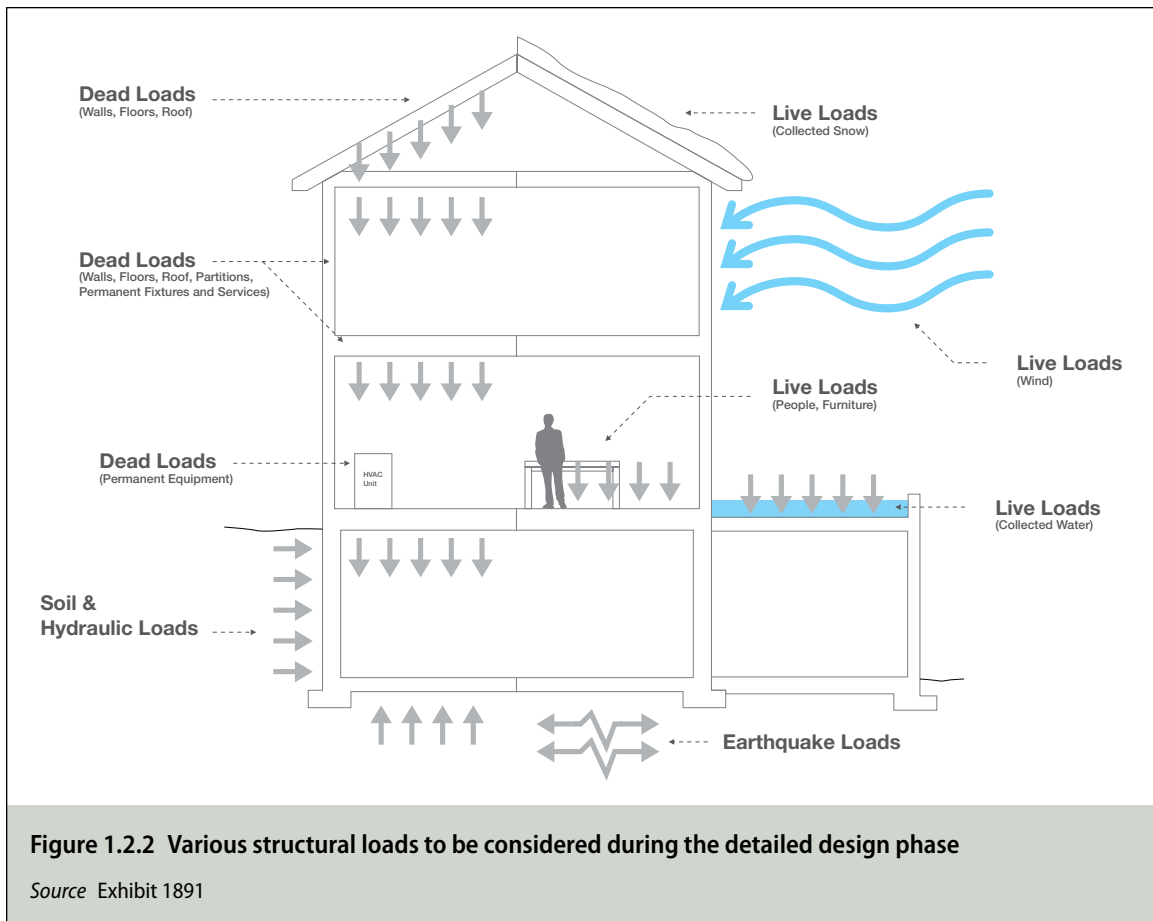 Dead Loads
(Walls, Floors, Roof)
Live Loads
(Collected Snow)
Dead Loads
(Walls, Floors, Roof, Partitions,
Permanent Fixtures and Services)
Live Loads
(Wind)
Live Loads
(People, Furniture)
Dead Loads
(Permanent Equipment)
HVAC
Unit
Live Loads
(Collected Water)
Soil &
Hydraulic Loads
Earthquake Loads
Figure 1.2.2 Various structural loads to be considered during the detailed design phase
Source Exhibit 1891